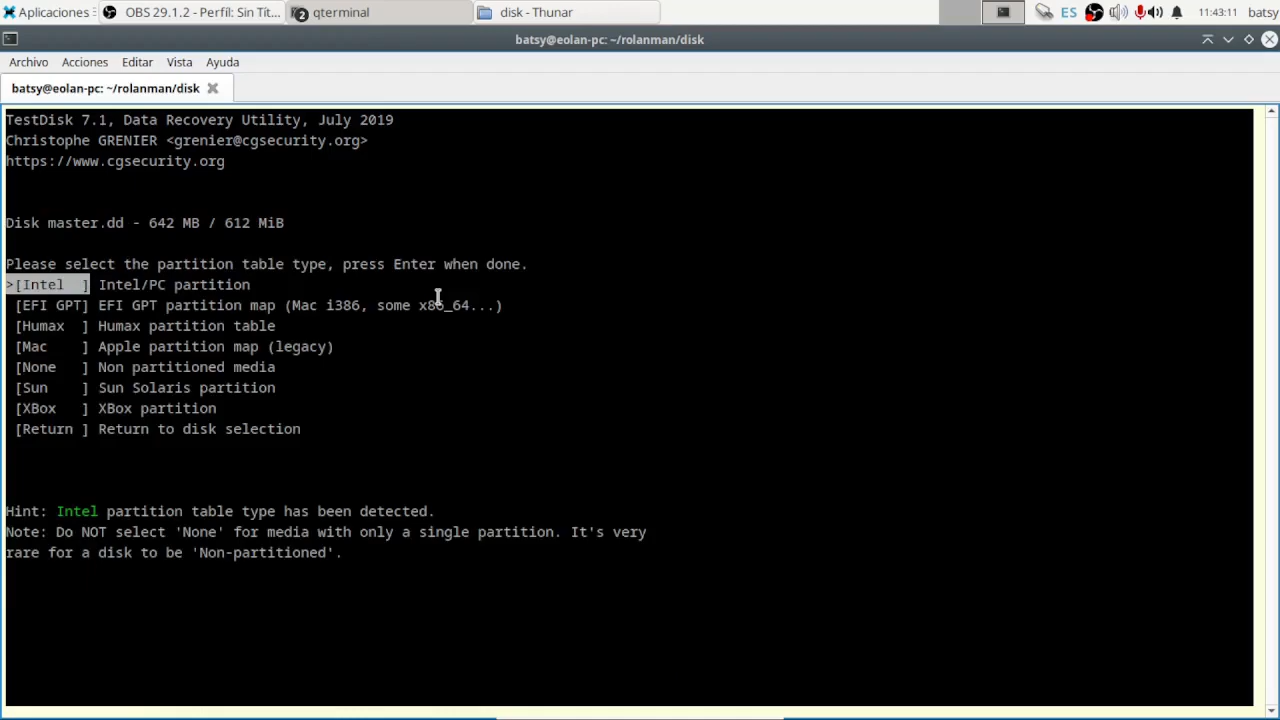 Aplicaciones
OBS 29.1.2 - Perfil: Sin Tít...
2 qterminal
disk - Thunar
ES
11:43:11
batsy
batsy@eolan-pc: ~/rolanman/disk
Archivo Acciones Editar Vista Ayuda
batsy@eolan-pc: ~/rolanman/disk
TestDisk 7.1, Data Recovery Utility, July 2019
Christophe GRENIER <grenier@cgsecurity.org>
https://www.cgsecurity.org
Disk master.dd - 642 MB / 612 MiB
Please select the partition table type, press Enter when done.
>[Intel  ] Intel/PC partition
[EFI GPT] EFI GPT partition map (Mac i386, some x86_64...)
[Humax  ] Humax partition table
[Mac    ] Apple partition map (legacy)
[None   ] Non partitioned media
[Sun    ] Sun Solaris partition
[XBox   ] XBox partition
[Return ] Return to disk selection
Hint: Intel partition table type has been detected.
Note: Do NOT select 'None' for media with only a single partition. It's very
rare for a disk to be 'Non-partitioned'.